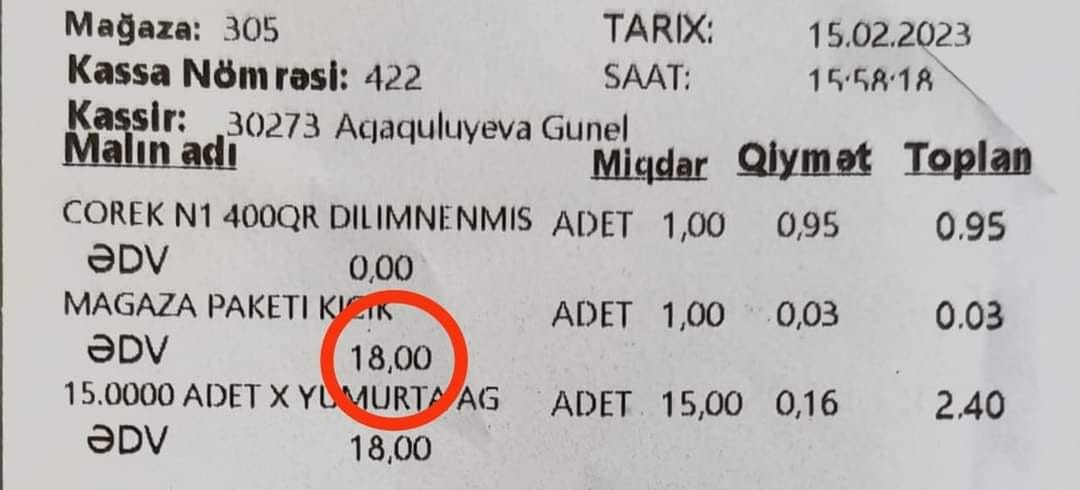 Mağaza: 305 TARIX: 15.02.2023
Kassa Nömrəsi: 422 SAAT: 15:58:18
Kassir: 30273 Aqaquluyeva Gunel
Malın adı Miqdar Qiymət Toplan
COREK N1 400QR DILIMNENMIS ADET 1,00 0,95 0.95
ƏDV 0,00
MAGAZA PAKETI KICIK ADET 1,00 0,03 0.03
ƏDV 18,00
15.0000 ADET X YUMURTA AG ADET 15,00 0,16 2.40
ƏDV 18,00